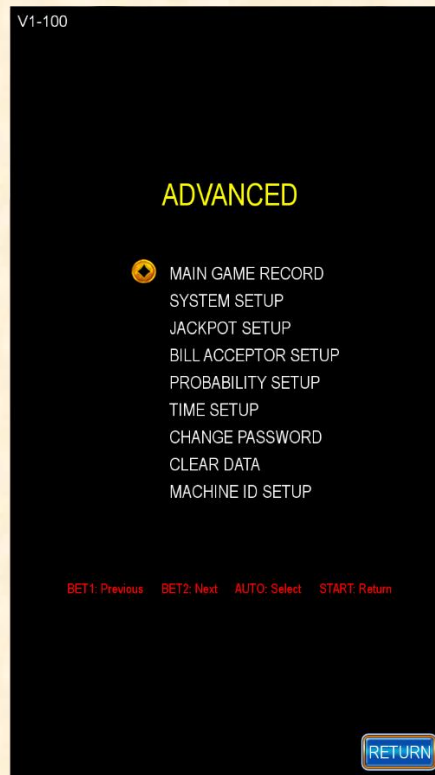 V1-100
ADVANCED
MAIN GAME RECORD
SYSTEM SETUP
JACKPOT SETUP
BILL ACCEPTOR SETUP
PROBABILITY SETUP
TIME SETUP
CHANGE PASSWORD
CLEAR DATA
MACHINE ID SETUP
BET1: Previous BET2: Next AUTO: Select START: Return
RETURN